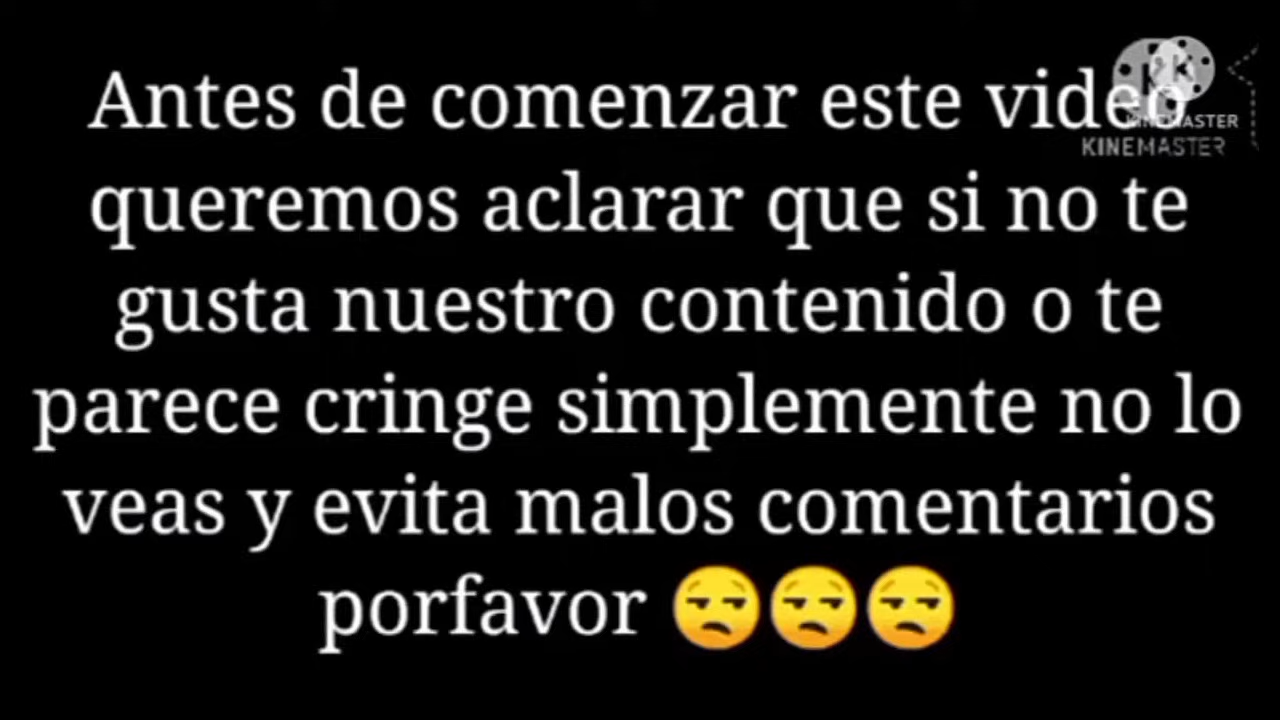 Antes de comenzar este video
queremos aclarar que si no te
gusta nuestro contenido o te
parece cringe simplemente no lo
veas y evita malos comentarios
porfavor 😒😒😒
KINEMASTER
KINEMASTER